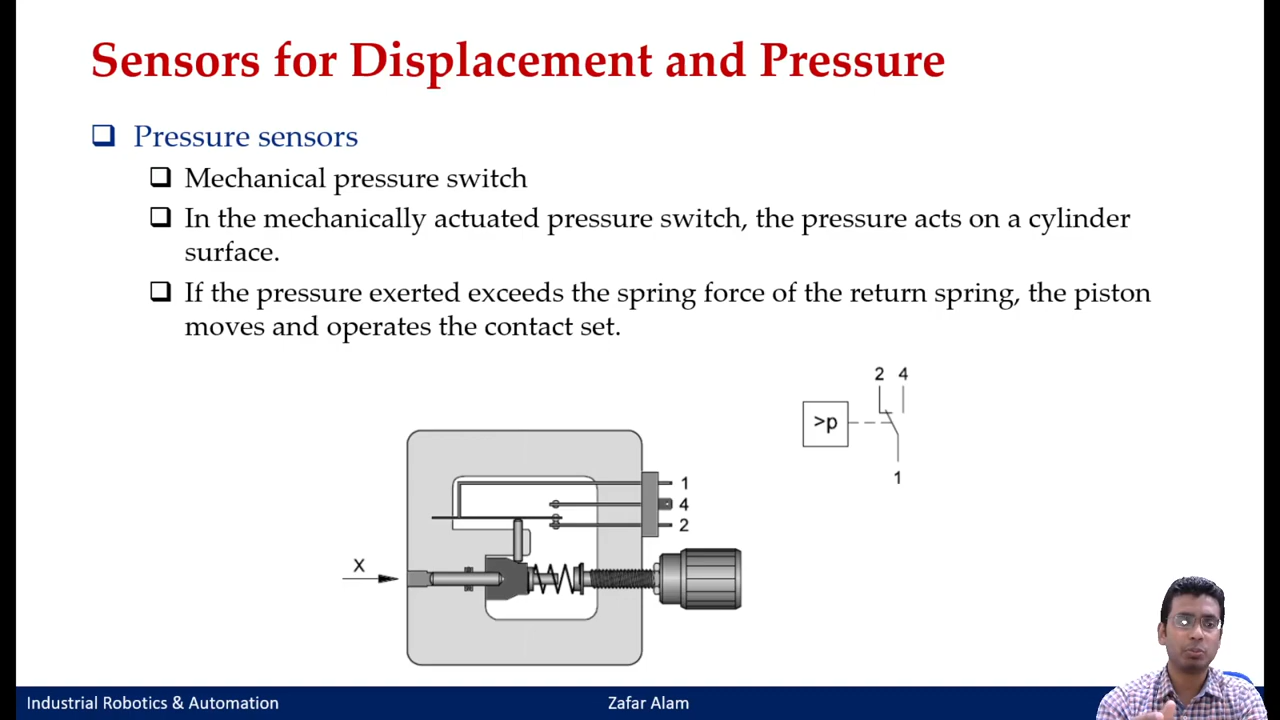 Sensors for Displacement and Pressure
Pressure sensors
Mechanical pressure switch
In the mechanically actuated pressure switch, the pressure acts on a cylinder
surface.
If the pressure exerted exceeds the spring force of the return spring, the piston
moves and operates the contact set.
2 4
>p
1
1
4
2
X
Industrial Robotics & Automation
Zafar Alam